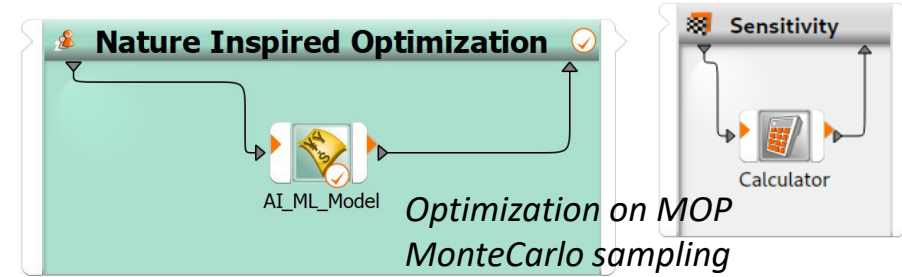 Nature Inspired Optimization
AI_ML_Model
Sensitivity
Calculator
Optimization on MOP
MonteCarlo sampling